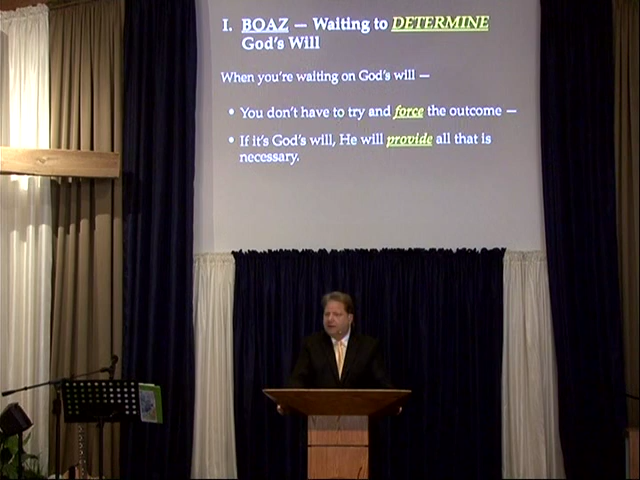 I. BOAZ — Waiting to DETERMINE
God's Will
When you're waiting on God's will —
• You don't have to try and force the outcome —
• If it's God's will, He will provide all that is
necessary.